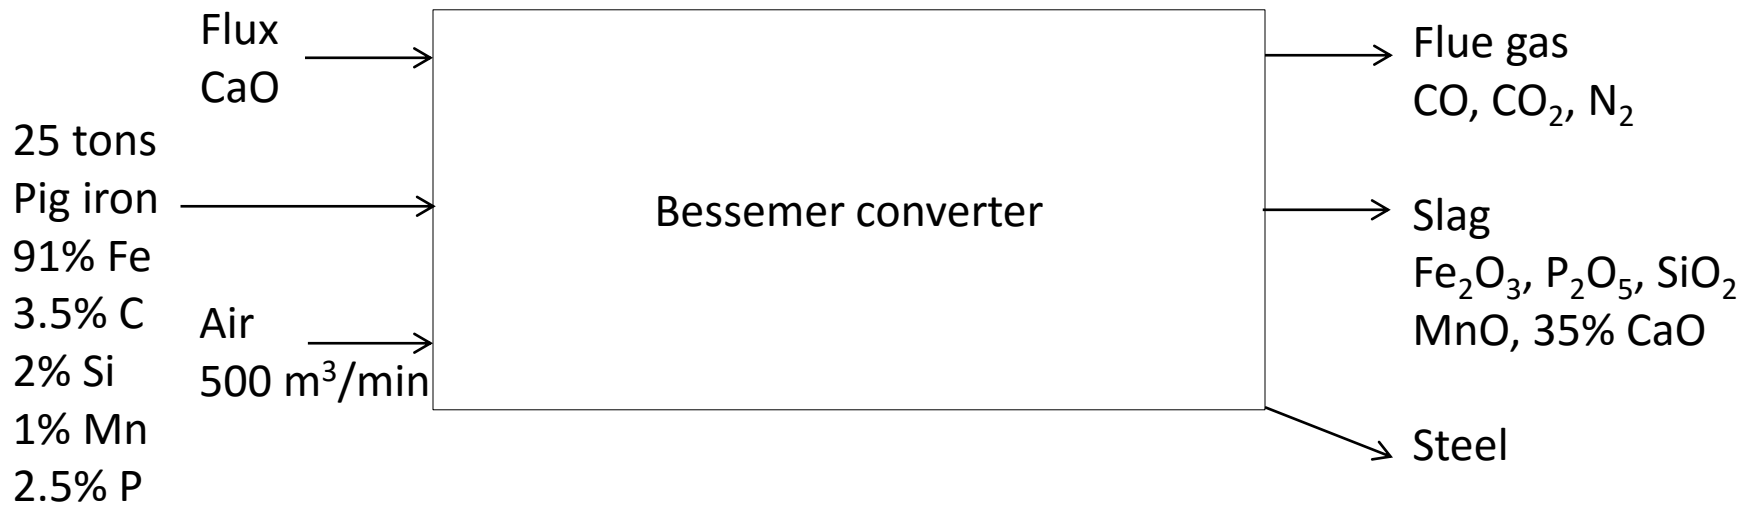 Flux
CaO
25 tons
Pig iron
91% Fe
3.5% C
2% Si
1% Mn
2.5% P
Air
500 m³/min
Bessemer converter
Flue gas
CO, CO₂, N₂
Slag
Fe₂O₃, P₂O₅, SiO₂
MnO, 35% CaO
Steel